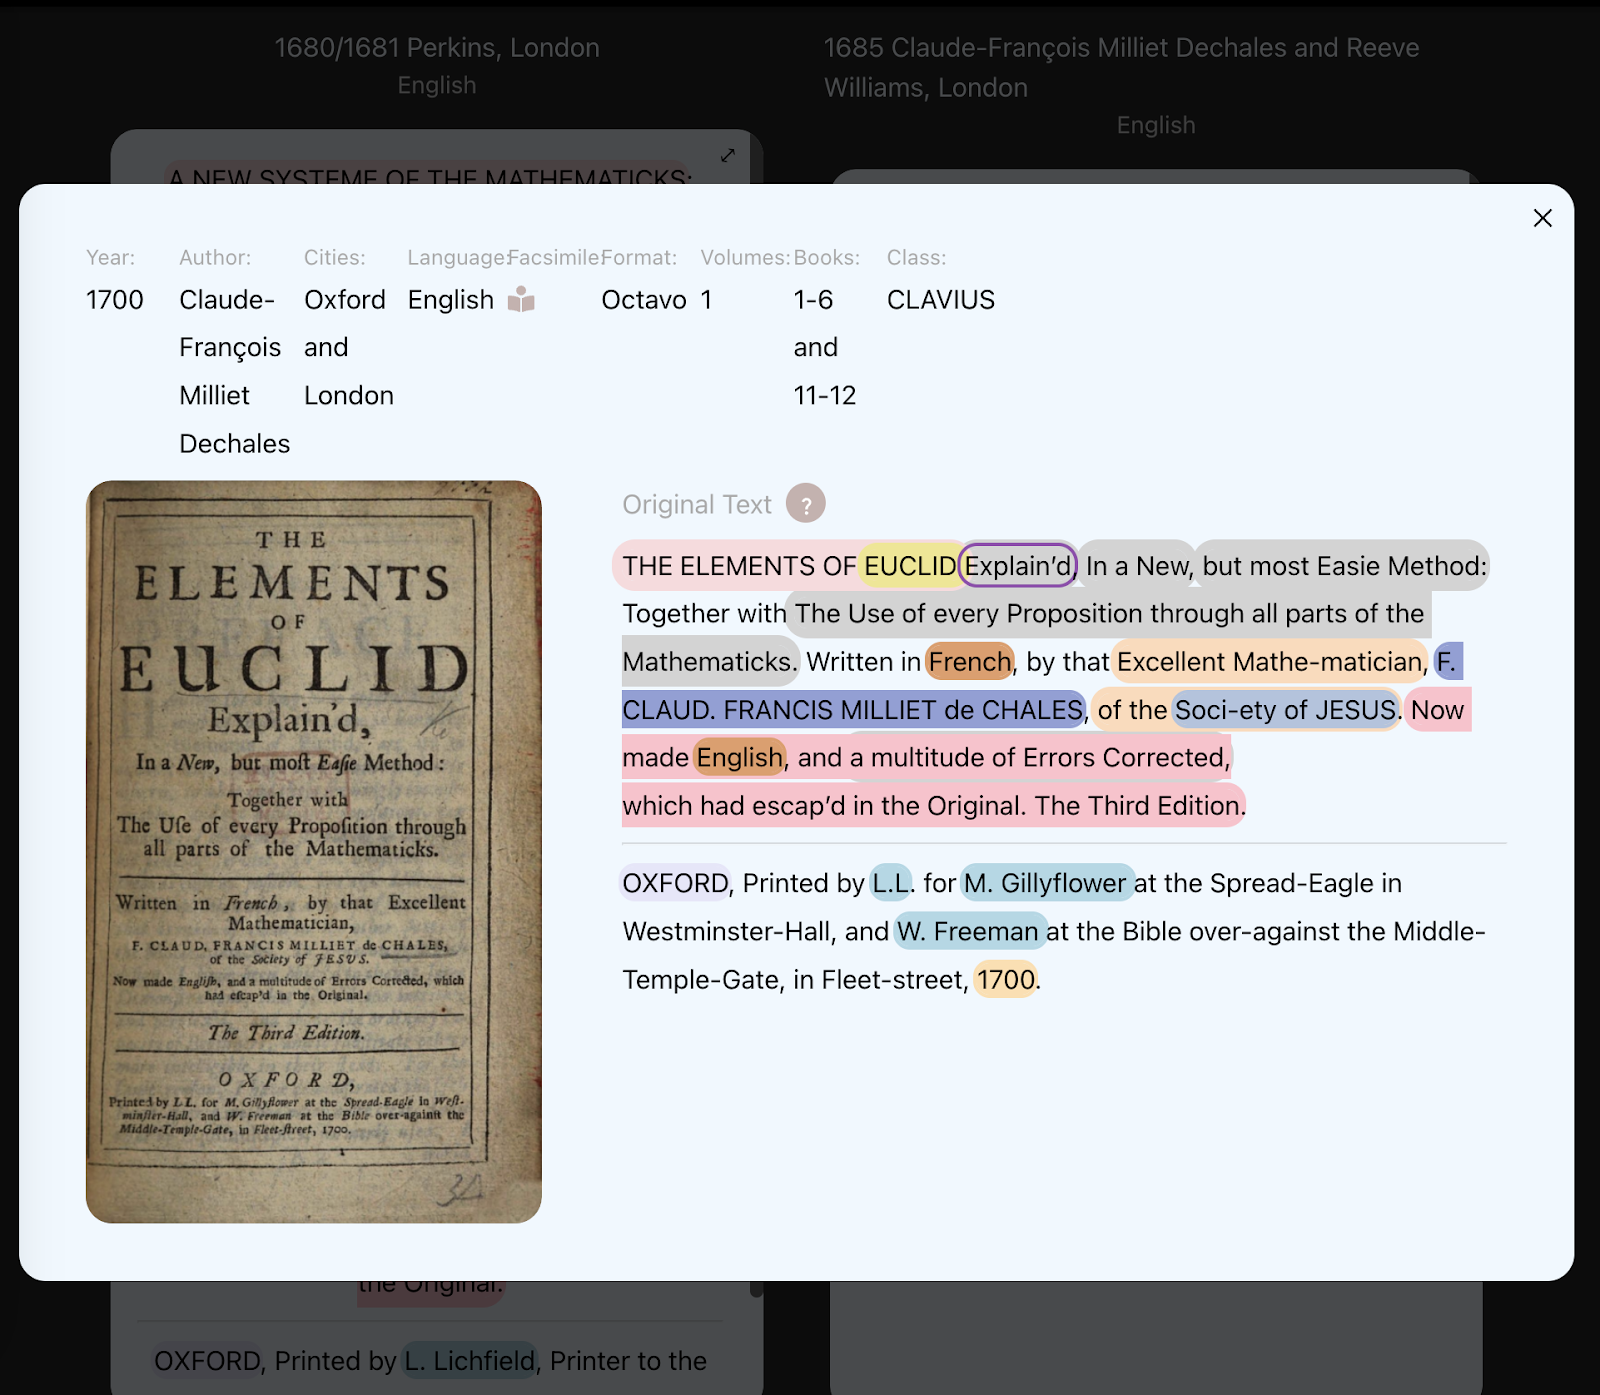 1680/1681 Perkins, London
English
1685 Claude-François Milliet Dechales and Reeve
Williams, London
English
A NEW SYSTEME OF THE MATHEMATICKS:
Year:
1700
Author:
Claude-
François
Milliet
Dechales
Cities:
Oxford
and
London
Language:
English
Facsimile
Format:
Octavo
Volumes:
1
Books:
1-6
and
11-12
Class:
CLAVIUS
THE
ELEMENTS
OF
EUCLID
Explain'd,
In a New, but moſt Eaſie Method:
Together with
The Uſe of every Propoſition through
all parts of the Mathematicks.
Written in French, by that Excellent
Mathematician,
F. CLAUD. FRANCIS MILLIET de CHALES,
of the Society of JESUS.
Now made Engliſh, and a multitude of Errors Corrected, which
had eſcap'd in the Original.
The Third Edition.
OXFORD,
Printed by L.L. for M. Gillyflower at the Spread-Eagle in Weſt-
minſter-Hall, and W. Freeman at the Bible over-againſt the
Middle-Temple-Gate, in Fleet-ſtreet, 1700.
Original Text ?
THE ELEMENTS OF EUCLID Explain’d, In a New, but most Easie Method:
Together with The Use of every Proposition through all parts of the
Mathematicks. Written in French, by that Excellent Mathe-matician, F.
CLAUD. FRANCIS MILLIET de CHALES, of the Soci-ety of JESUS. Now
made English, and a multitude of Errors Corrected,
which had escap’d in the Original. The Third Edition.
OXFORD, Printed by L.L. for M. Gillyflower at the Spread-Eagle in
Westminster-Hall, and W. Freeman at the Bible over-against the Middle-
Temple-Gate, in Fleet-street, 1700.
the Original.
OXFORD, Printed by L. Lichfield, Printer to the